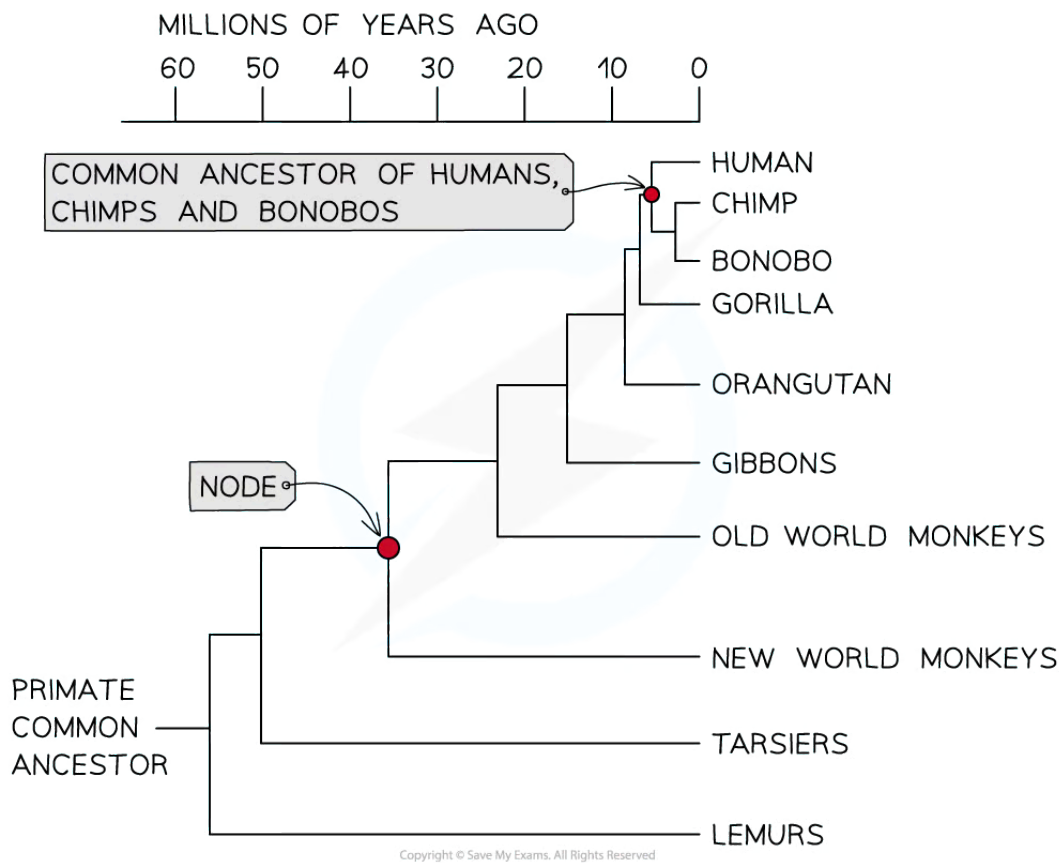 MILLIONS OF YEARS AGO
60 50 40 30 20 10 0
COMMON ANCESTOR OF HUMANS,
CHIMPS AND BONOBOS
HUMAN
CHIMP
BONOBO
GORILLA
ORANGUTAN
GIBBONS
NODE
OLD WORLD MONKEYS
NEW WORLD MONKEYS
PRIMATE
COMMON
ANCESTOR
TARSIERS
LEMURS
Copyright © Save My Exams. All Rights Reserved